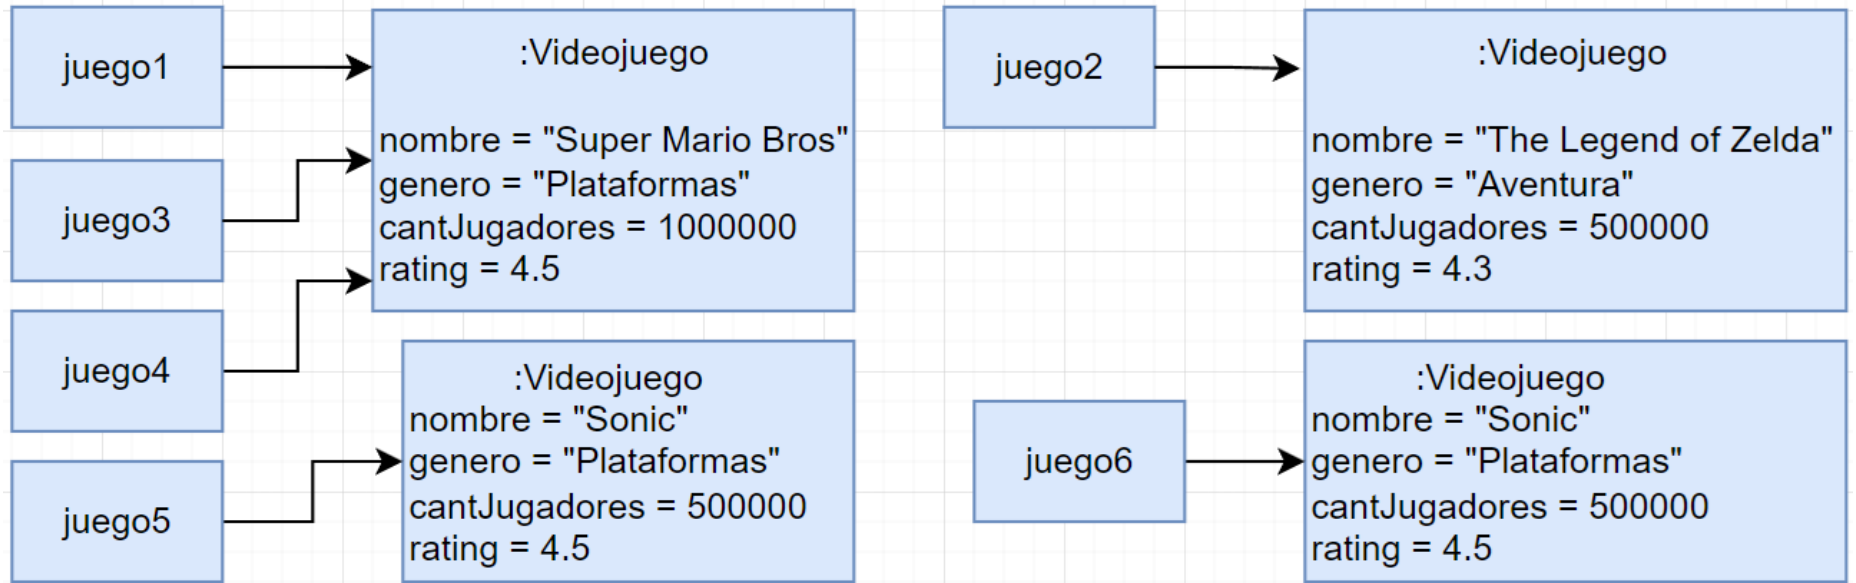 juego1
:Videojuego
nombre = "Super Mario Bros"
genero = "Plataformas"
cantJugadores = 1000000
rating = 4.5
juego3
juego4
juego2
:Videojuego
nombre = "The Legend of Zelda"
genero = "Aventura"
cantJugadores = 500000
rating = 4.3
juego5
:Videojuego
nombre = "Sonic"
genero = "Plataformas"
cantJugadores = 500000
rating = 4.5
juego6
:Videojuego
nombre = "Sonic"
genero = "Plataformas"
cantJugadores = 500000
rating = 4.5